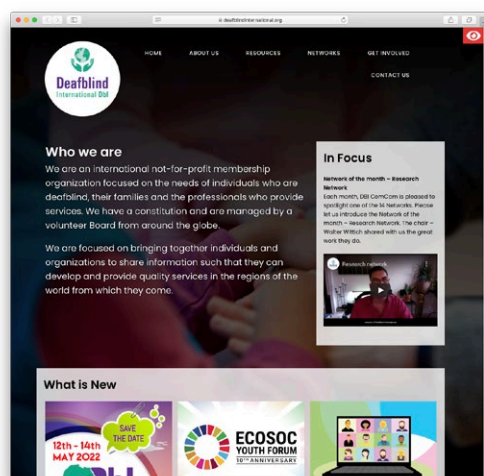 deafblindinternational.org
Deafblind
International DbI
HOME ABOUT US RESOURCES NETWORKS GET INVOLVED
CONTACT US
Who we are
We are an international not-for-profit membership
organization focused on the needs of individuals who are
deafblind, their families and the professionals who provide
services. We have a constitution and are managed by a
volunteer Board from around the globe.
We are focused on bringing together individuals and
organizations to share information such that they can
develop and provide quality services in the regions of the
world from which they come.
In Focus
Network of the month – Research
Network
Each month, DBI ComCom is pleased to
spotlight one of the 14 Networks. Please
let us introduce the Network of the
month – Research Network. The chair –
Walter Wittich shared with us the great
work they do.
Research network
What is New
SAVE
THE DATE
12th - 14th
MAY 2022
DbI
ECOSOC
YOUTH FORUM
10TH ANNIVERSARY